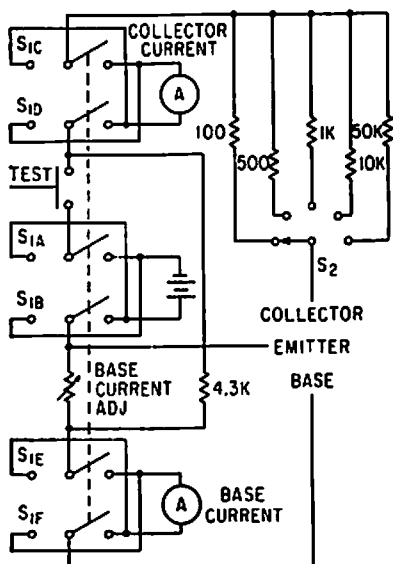 COLLECTOR
CURRENT
S1C
A
S1D
100
500
1K
50K
10K
TEST
S1A
S1B
S2
COLLECTOR
EMITTER
BASE
BASE
CURRENT
ADJ
4.3K
S1E
A
S1F
BASE
CURRENT